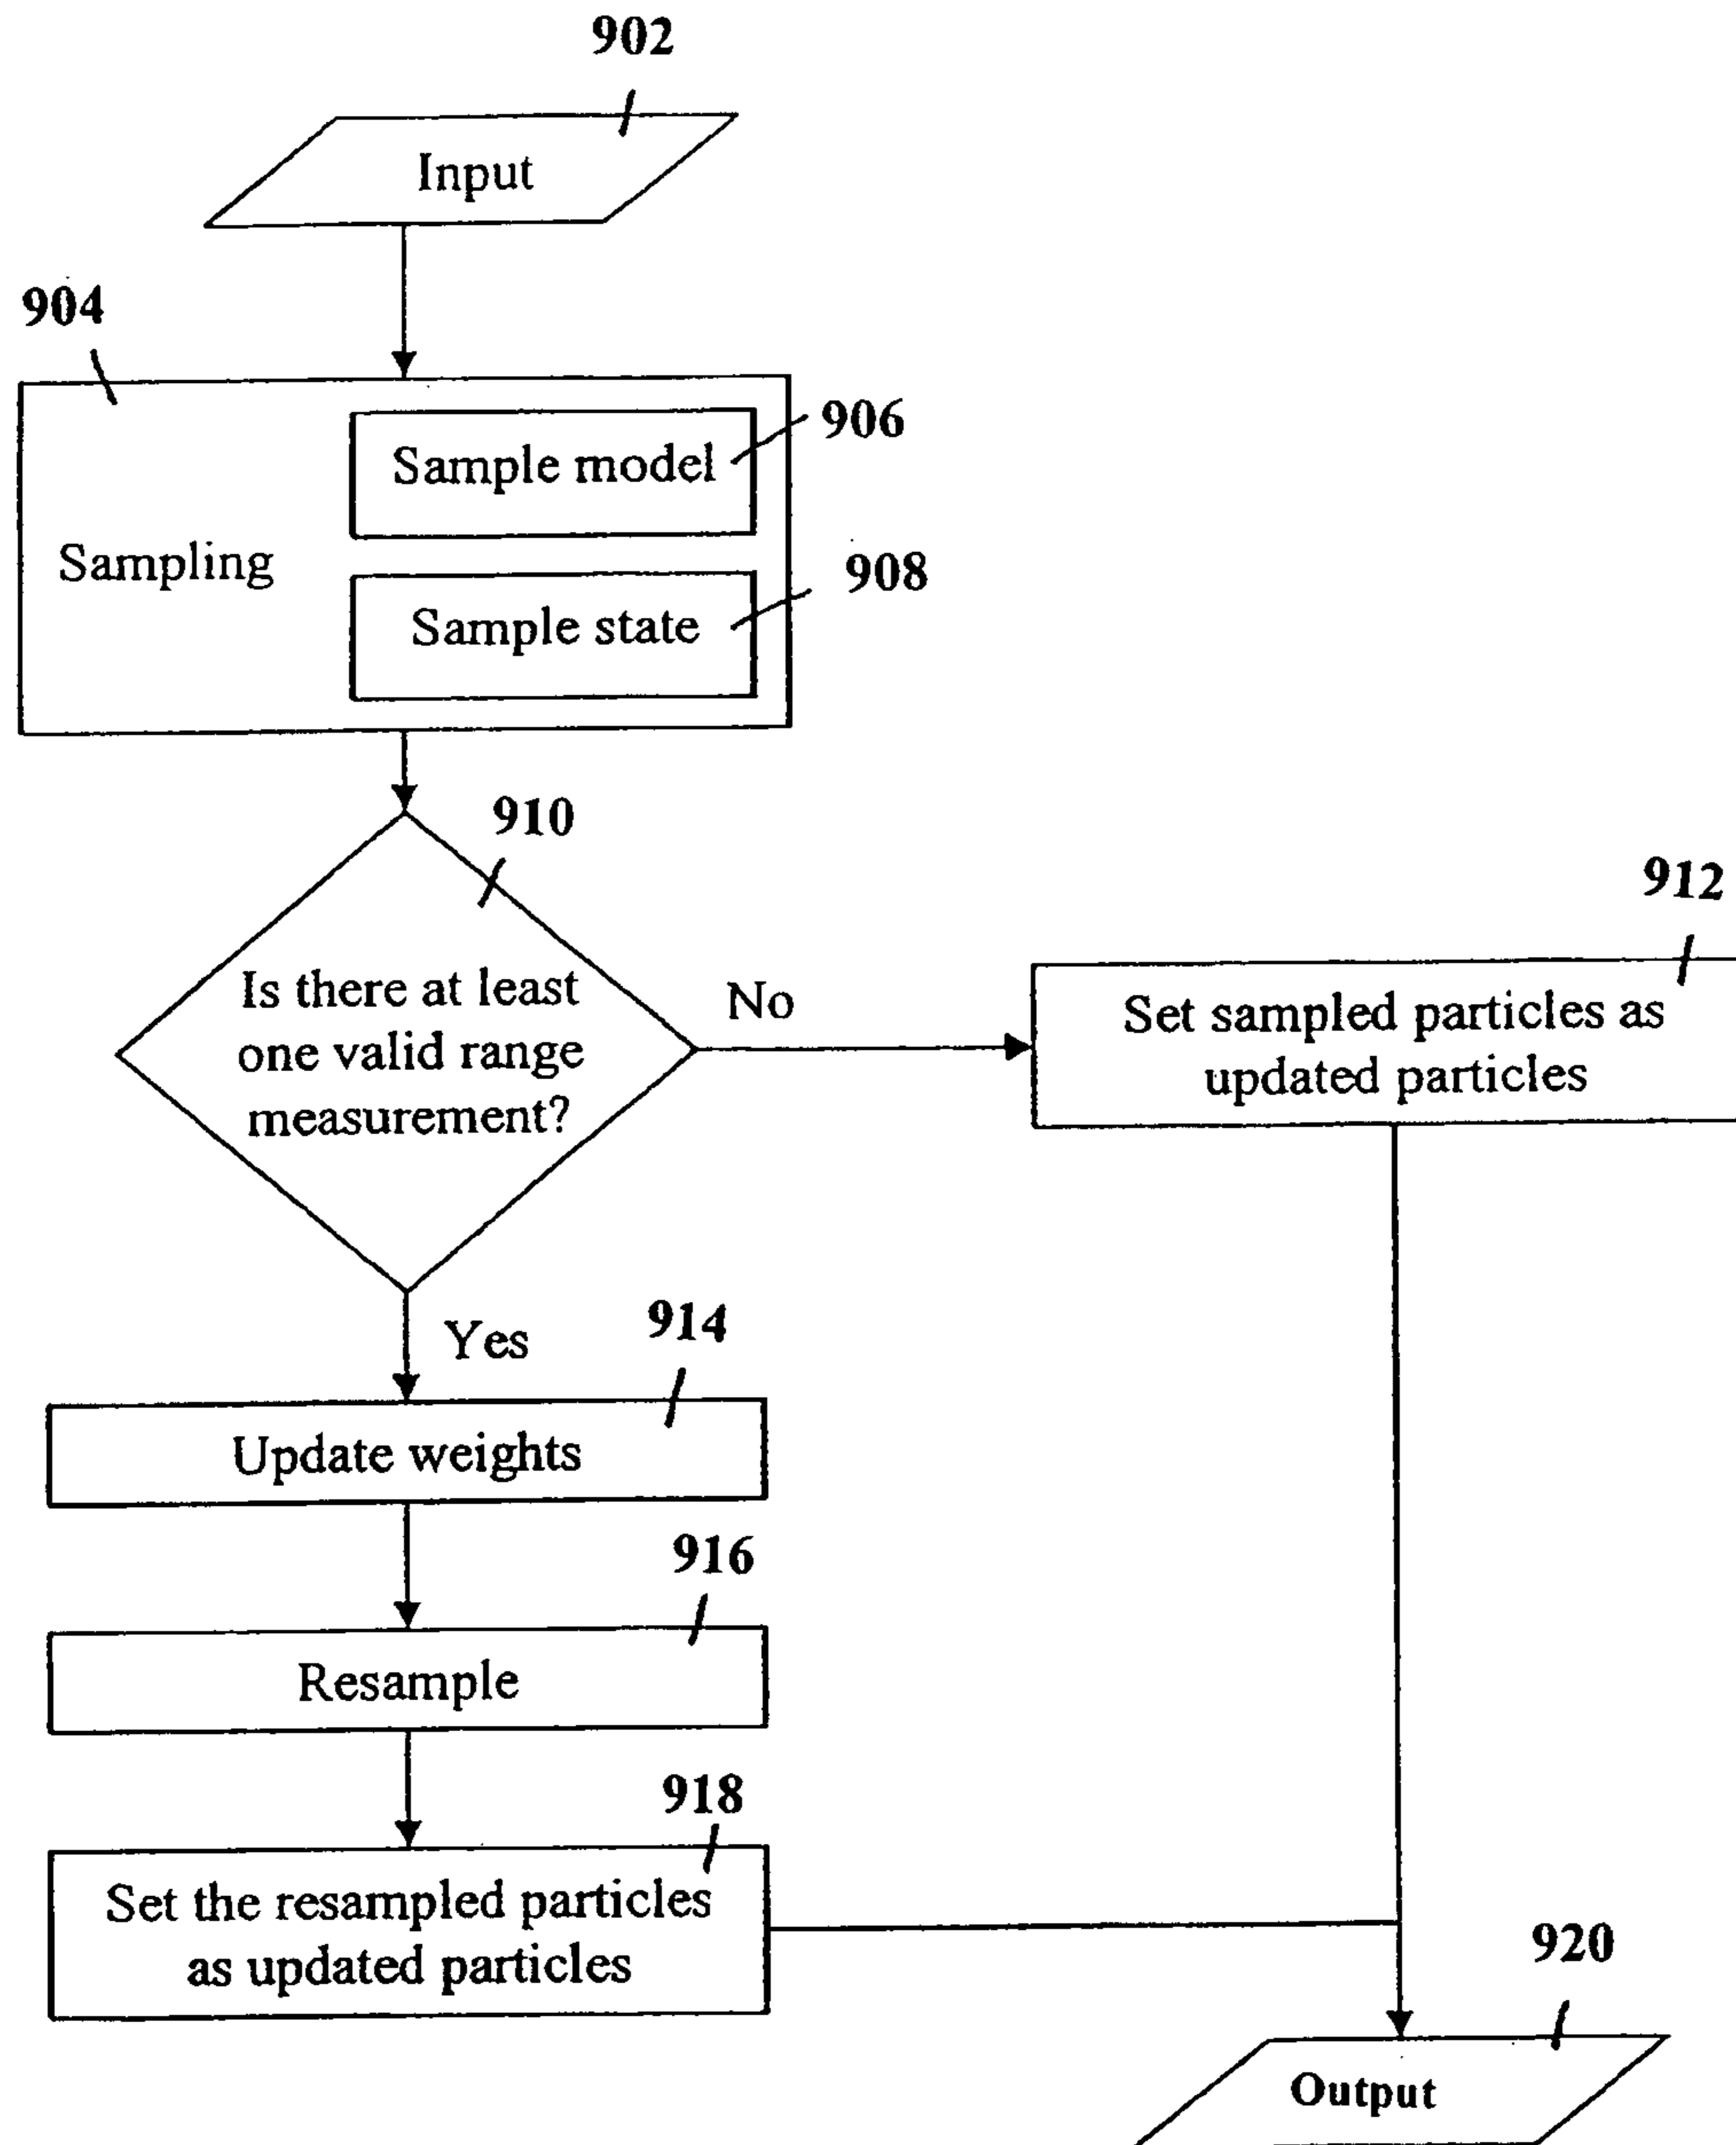 902
Input
904
906
Sample model
908
Sampling
Sample state
910
912
Is there at least
one valid range
measurement?
No
Set sampled particles as
updated particles
Yes
914
Update weights
916
Resample
918
Set the resampled particles
as updated particles
920
Output